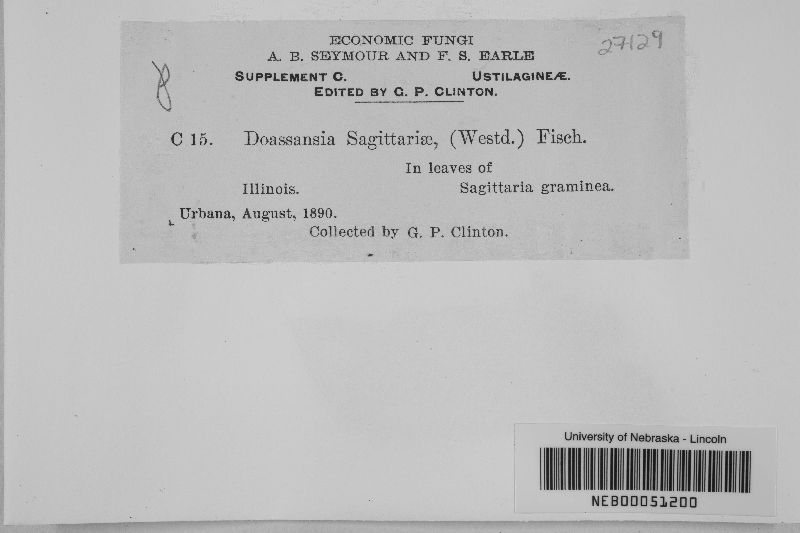 ECONOMIC FUNGI
27129
A. B. SEYMOUR AND F. S. EARLE
SUPPLEMENT C. USTILAGINEÆ.
EDITED BY G. P. CLINTON.
C 15. Doassansia Sagittariæ, (Westd.) Fisch.
In leaves of
Illinois. Sagittaria graminea.
Urbana, August, 1890.
Collected by G. P. Clinton.
University of Nebraska - Lincoln
NEB00051200